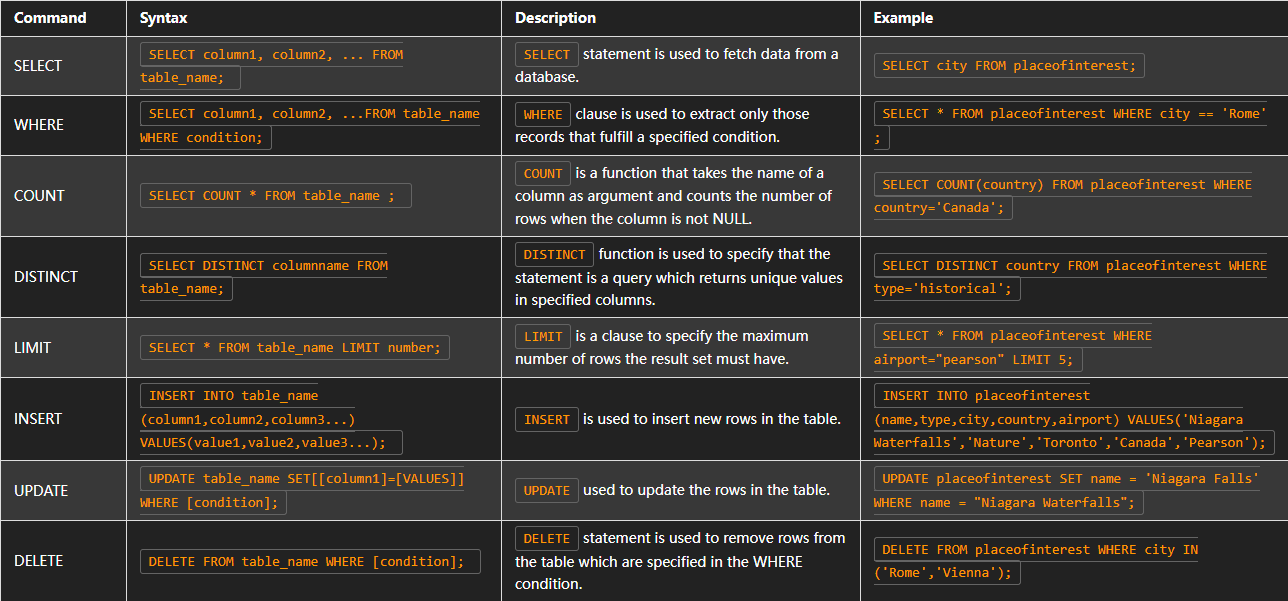 Command Syntax Description Example
SELECT
SELECT column1, column2, ... FROM
table_name;
SELECT statement is used to fetch data from a
database.
SELECT city FROM placeofinterest;
WHERE
SELECT column1, column2, ...FROM table_name
WHERE condition;
WHERE clause is used to extract only those
records that fulfill a specified condition.
SELECT * FROM placeofinterest WHERE city == 'Rome'
;
COUNT
SELECT COUNT * FROM table_name ;
COUNT is a function that takes the name of a
column as argument and counts the number of
rows when the column is not NULL.
SELECT COUNT(country) FROM placeofinterest WHERE
country='Canada';
DISTINCT
SELECT DISTINCT columnname FROM
table_name;
DISTINCT function is used to specify that the
statement is a query which returns unique values
in specified columns.
SELECT DISTINCT country FROM placeofinterest WHERE
type='historical';
LIMIT
SELECT * FROM table_name LIMIT number;
LIMIT is a clause to specify the maximum
number of rows the result set must have.
SELECT * FROM placeofinterest WHERE
airport="pearson" LIMIT 5;
INSERT
INSERT INTO table_name
(column1,column2,column3...)
VALUES(value1,value2,value3...);
INSERT is used to insert new rows in the table.
INSERT INTO placeofinterest
(name,type,city,country,airport) VALUES('Niagara
Waterfalls','Nature','Toronto','Canada','Pearson');
UPDATE
UPDATE table_name SET[[column1]=[VALUES]]
WHERE [condition];
UPDATE used to update the rows in the table.
UPDATE placeofinterest SET name = 'Niagara Falls'
WHERE name = "Niagara Waterfalls";
DELETE
DELETE FROM table_name WHERE [condition];
DELETE statement is used to remove rows from
the table which are specified in the WHERE
condition.
DELETE FROM placeofinterest WHERE city IN
('Rome','Vienna');